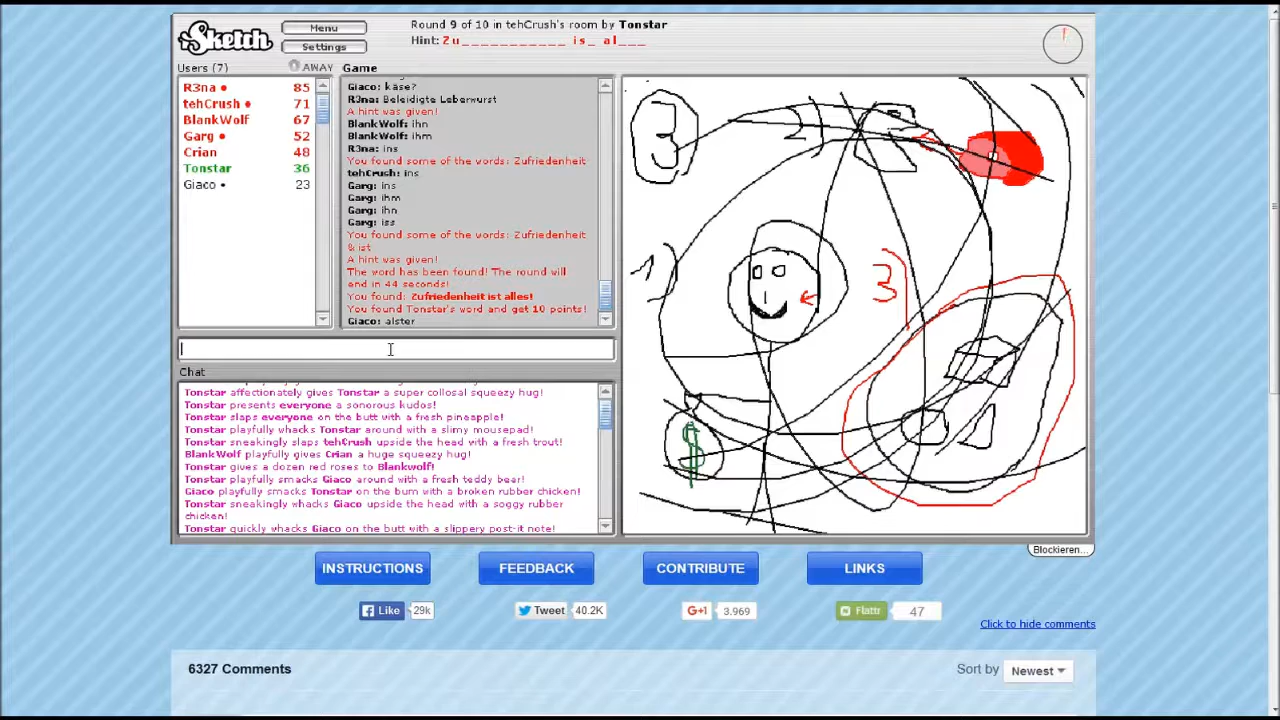 iSketch
Menu
Settings
Round 9 of 10 in tehCrush's room by Tonstar
Hint: Zu___________ is_ al___
Users (7)
AWAY
Game
R3na • 85
tehCrush • 71
BlankWolf 67
Garg • 52
Crian 48
Tonstar 36
Giaco • 23
Giaco: käse?
R3na: Beleidigte Leberwurst
A hint was given!
BlankWolf: ihn
BlankWolf: ihm
R3na: ins
You found some of the words: Zufriedenheit
tehCrush: ins
Garg: ins
Garg: ihm
Garg: ihn
Garg: iss
You found some of the words: Zufriedenheit
& ist
A hint was given!
The word has been found! The round will
end in 44 seconds!
You found: Zufriedenheit ist alles!
You found Tonstar's word and get 10 points!
Giaco: alster
Chat
Tonstar affectionately gives Tonstar a super collosal squeezy hug!
Tonstar presents everyone a sonorous kudos!
Tonstar slaps everyone on the butt with a fresh pineapple!
Tonstar playfully whacks Tonstar around with a slimy mousepad!
Tonstar sneakingly slaps tehCrush upside the head with a fresh trout!
BlankWolf playfully gives Crian a huge squeezy hug!
Tonstar gives a dozen red roses to Blankwolf!
Tonstar playfully smacks Giaco around with a fresh teddy bear!
Giaco playfully smacks Tonstar on the bum with a broken rubber chicken!
Tonstar sneakingly whacks Giaco upside the head with a soggy rubber
chicken!
Tonstar quickly whacks Giaco on the butt with a slippery post-it note!
3
2)
1)
3)
$
Blockieren...
INSTRUCTIONS
FEEDBACK
CONTRIBUTE
LINKS
Like 29k
Tweet 40.2K
+1 3.969
Flattr 47
Click to hide comments
6327 Comments
Sort by Newest